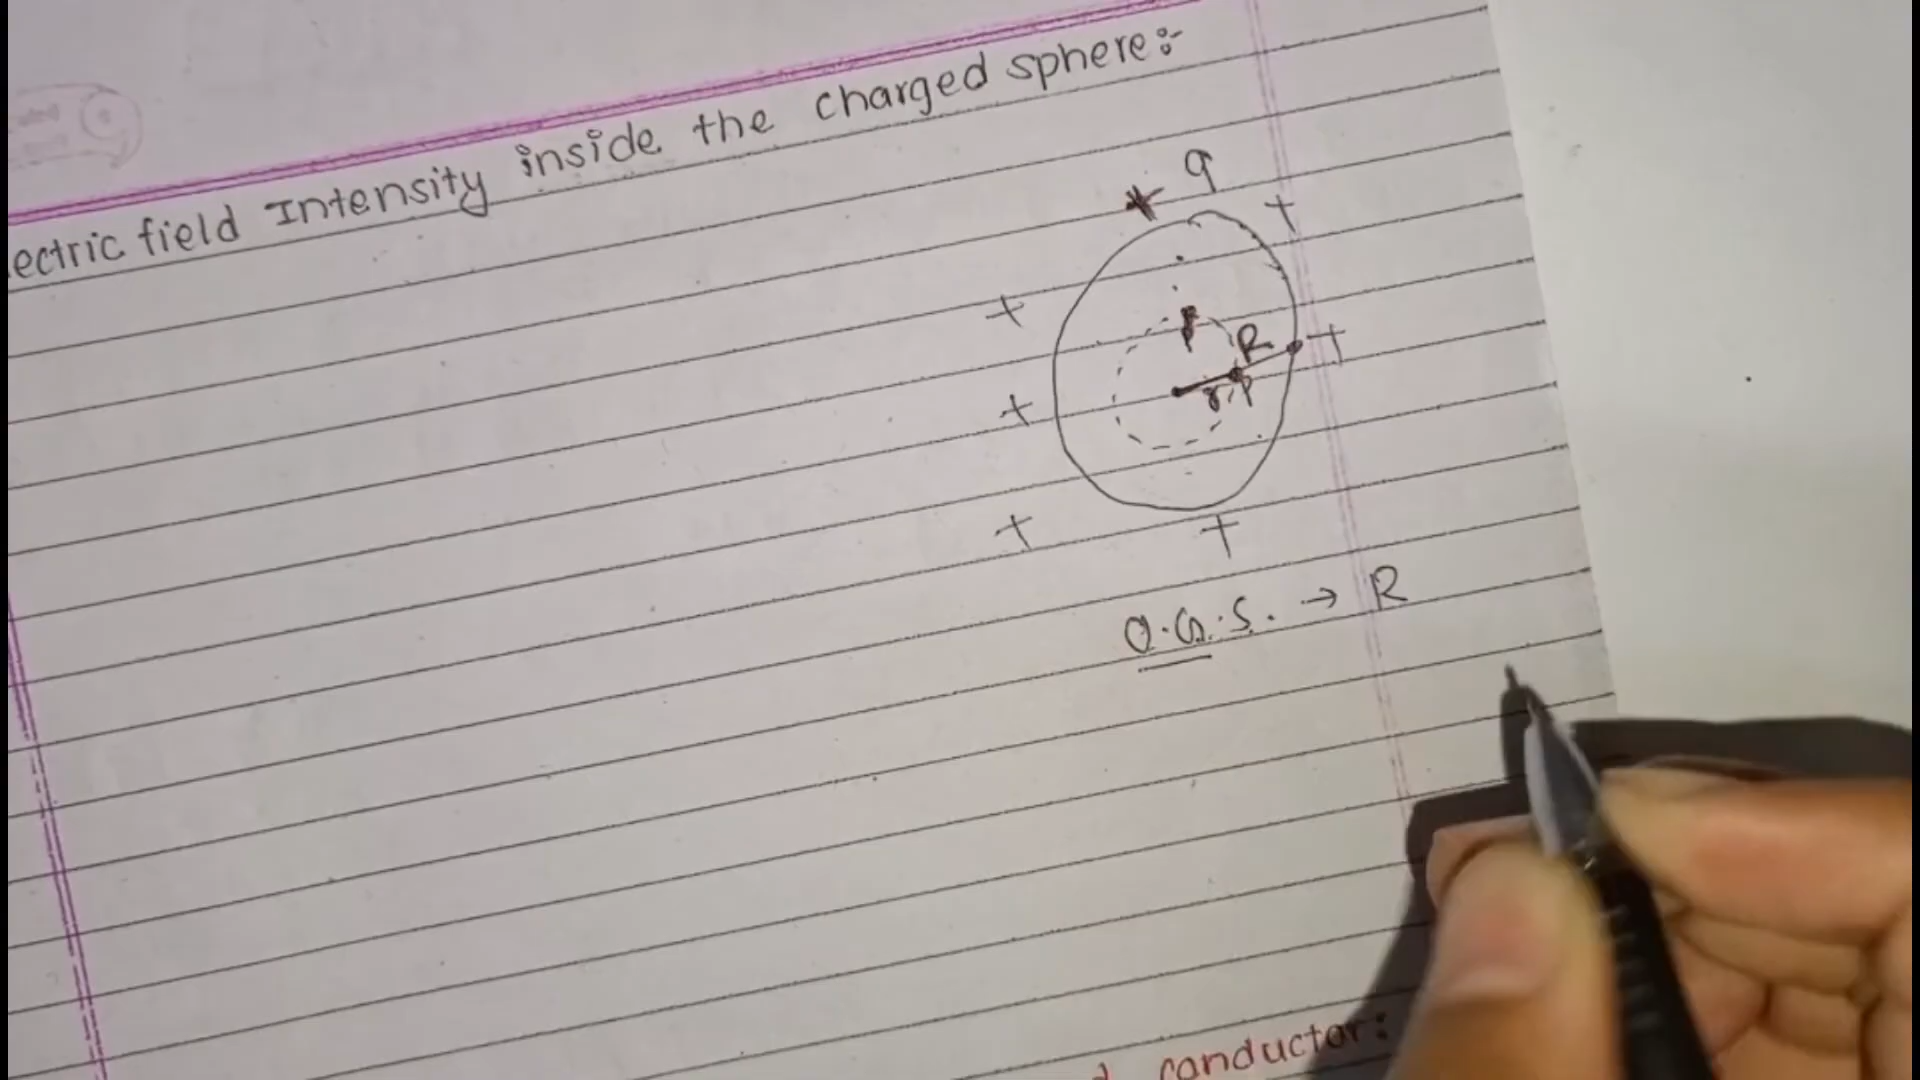 ectric field Intensity inside the charged sphere:-
q
+
+
P
R
+
r
P
+
+
+
O.G.S. → R
conductor: